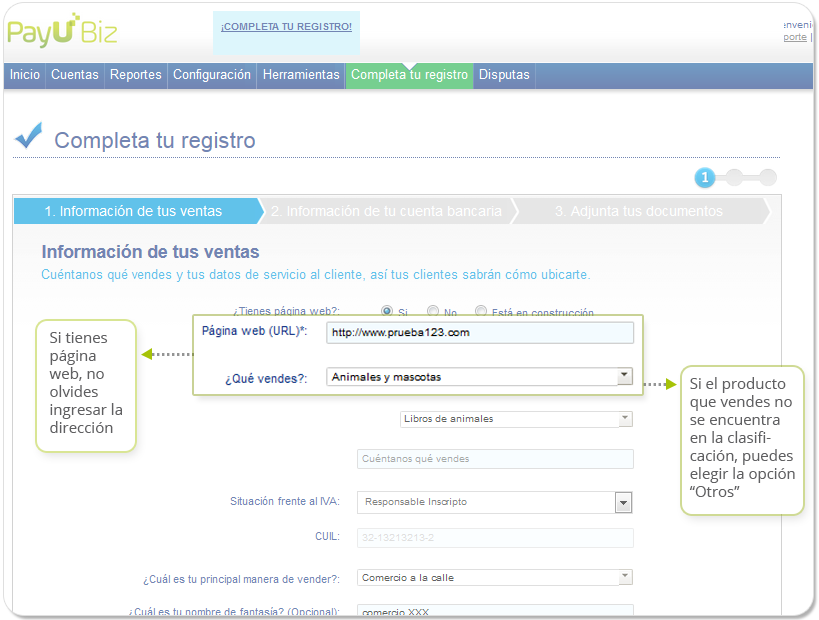 PayU Biz
¡COMPLETA TU REGISTRO!
porte |
Inicio Cuentas Reportes Configuración Herramientas Completa tu registro Disputas
Completa tu registro
1
1. Información de tus ventas 2. Información de tu cuenta bancaria 3. Adjunta tus documentos
Información de tus ventas
Cuéntanos qué vendes y tus datos de servicio al cliente, así tus clientes sabrán cómo ubicarte.
¿Tienes página web?: Si No Está en construcción
Página web (URL)*: http://www.prueba123.com
¿Qué vendes?: Animales y mascotas
Si tienes
página
web, no
olvides
ingresar la
dirección
Si el producto
que vendes no
se encuentra
en la clasifi-
cación, puedes
elegir la opción
“Otros”
Libros de animales
Cuéntanos qué vendes
Situación frente al IVA: Responsable Inscripto
CUIL: 32-13213213-2
¿Cuál es tu principal manera de vender?: Comercio a la calle
¿Cuál es tu nombre de fantasía? (Opcional): comercio XXX